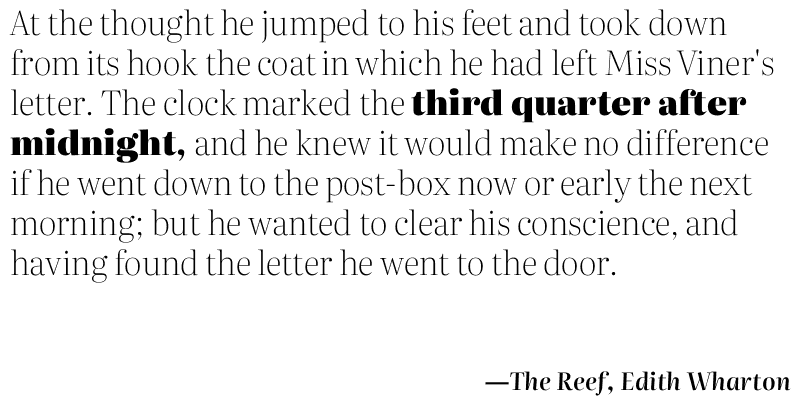 At the thought he jumped to his feet and took down
from its hook the coat in which he had left Miss Viner's
letter. The clock marked the third quarter after
midnight, and he knew it would make no difference
if he went down to the post-box now or early the next
morning; but he wanted to clear his conscience, and
having found the letter he went to the door.
—The Reef, Edith Wharton